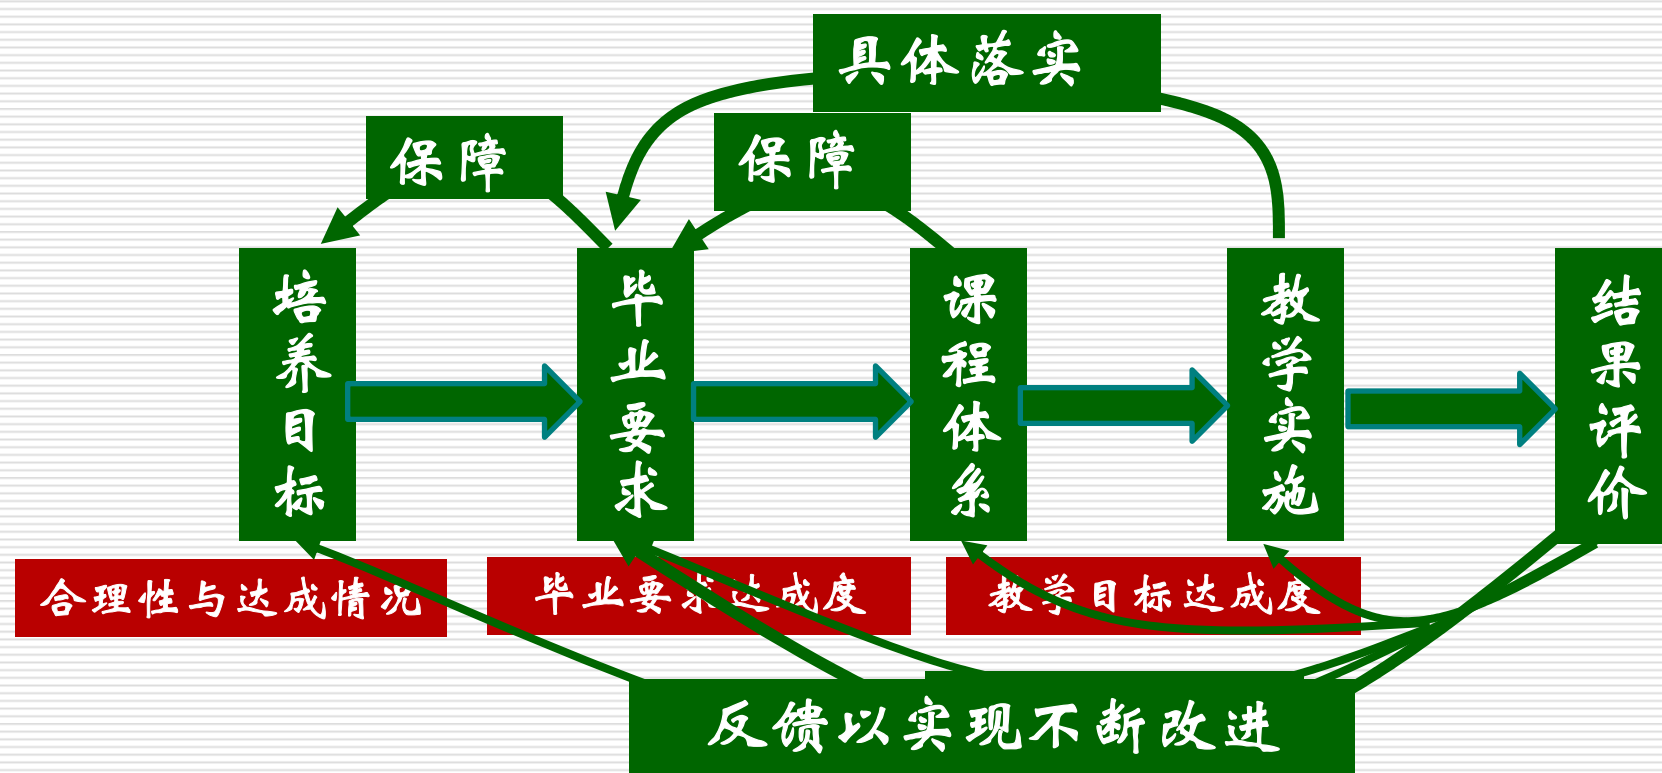 具体落实
保障
保障
培养目标
毕业要求
课程体系
教学实施
结果评价
合理性与达成情况
毕业要求达成度
教学目标达成度
反馈以实现不断改进